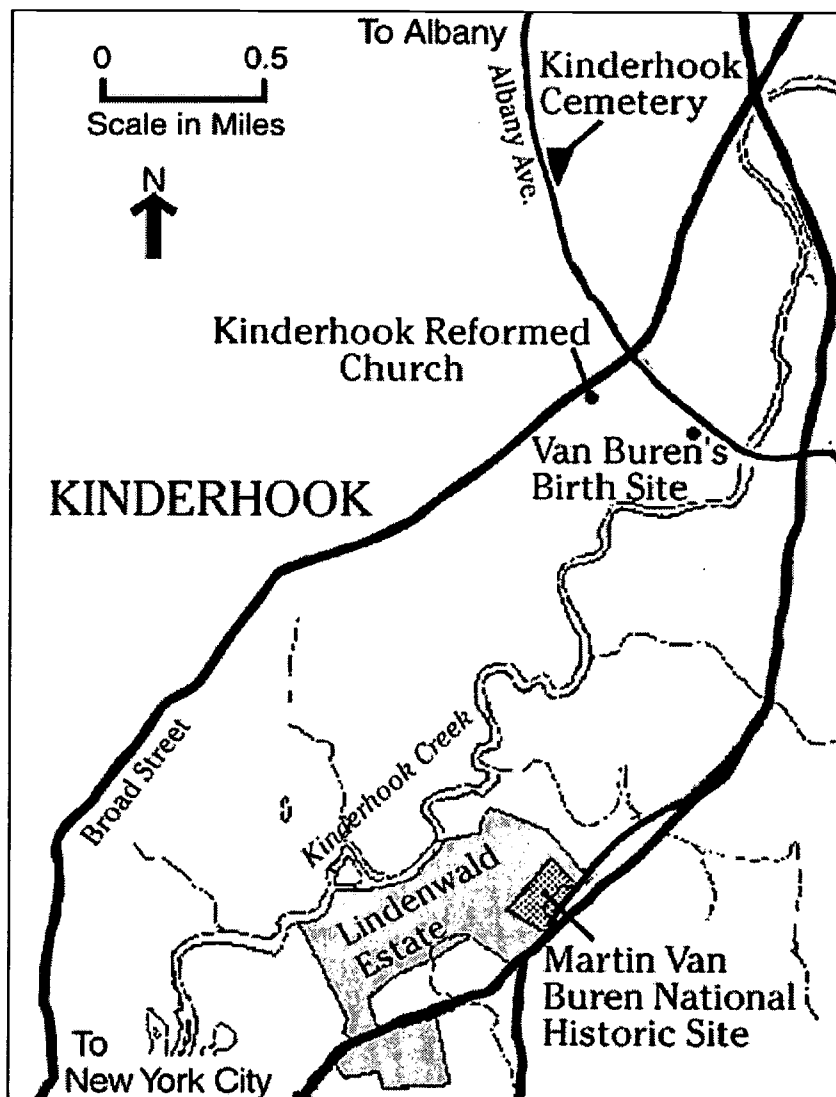 To Albany
0 0.5
Scale in Miles
N
Albany Ave.
Kinderhook
Cemetery
Kinderhook Reformed
Church
Van Buren's
Birth Site
KINDERHOOK
Broad Street
Kinderhook Creek
Lindenwald
Estate
Martin Van
Buren National
Historic Site
To
New York City